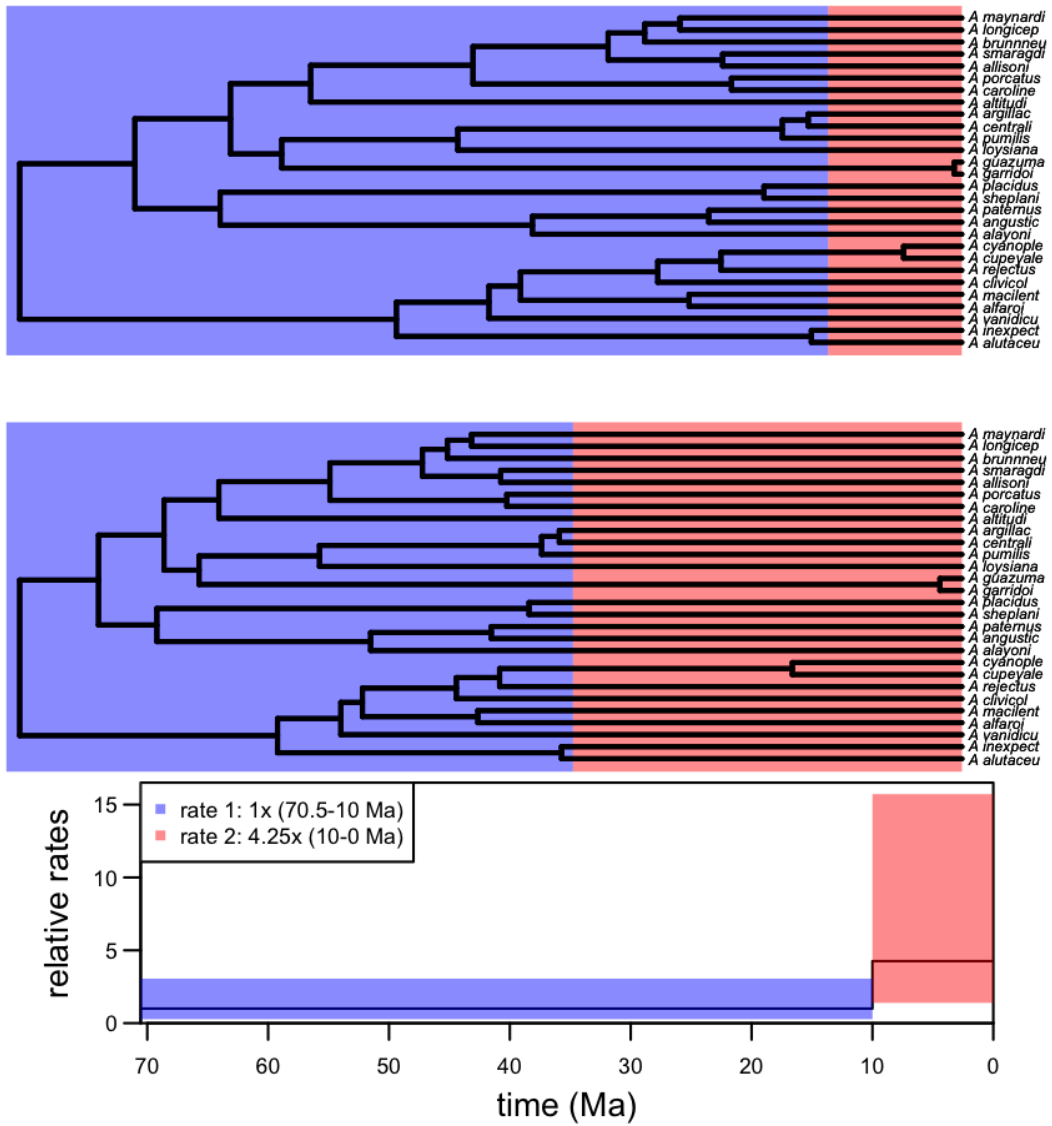 A maynardi
A longicep
A brunnneu
A smaragdi
A allisoni
A porcatus
A caroline
A altitudi
A argillac
A centrali
A pumilis
A loysiana
A guazuma
A garridoi
A placidus
A sheplani
A paternus
A angustic
A alayoni
A cyanople
A cupeyale
A rejectus
A clivicol
A macilent
A alfaroi
A vanidicu
A inexpect
A alutaceu
A maynardi
A longicep
A brunnneu
A smaragdi
A allisoni
A porcatus
A caroline
A altitudi
A argillac
A centrali
A pumilis
A loysiana
A guazuma
A garridoi
A placidus
A sheplani
A paternus
A angustic
A alayoni
A cyanople
A cupeyale
A rejectus
A clivicol
A macilent
A alfaroi
A vanidicu
A inexpect
A alutaceu
rate 1: 1x (70.5-10 Ma)
rate 2: 4.25x (10-0 Ma)
relative rates
15
10
5
0
70 60 50 40 30 20 10 0
time (Ma)